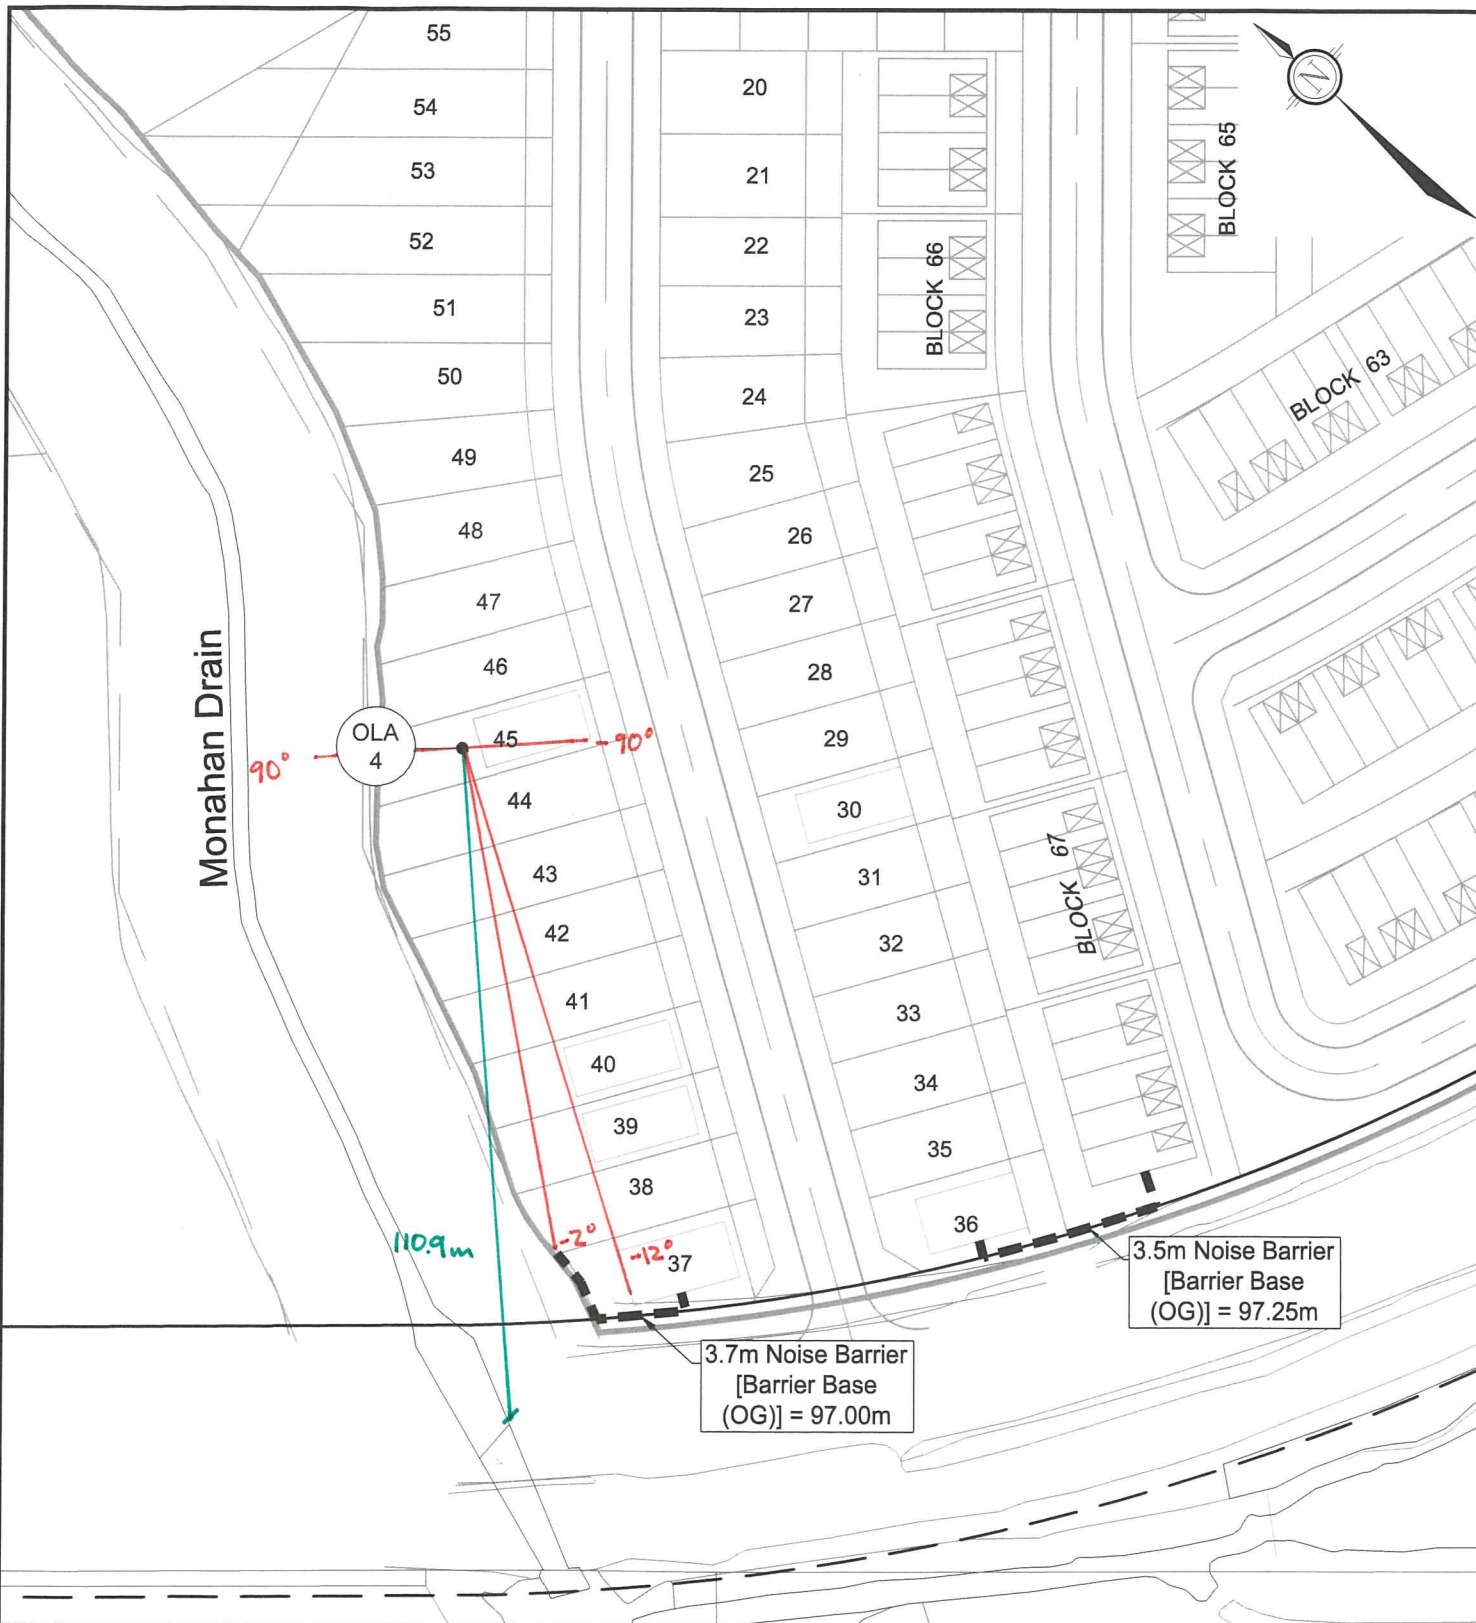 55
54
53
52
51
50
49
48
47
46
45
44
43
42
41
40
39
38
37
20
21
22
23
24
25
26
27
28
29
30
31
32
33
34
35
36
BLOCK 66
BLOCK 65
BLOCK 63
BLOCK 67
N
Monahan Drain
OLA
4
90°
-90°
-2°
-12°
110.9m
3.7m Noise Barrier
[Barrier Base
(OG)] = 97.00m
3.5m Noise Barrier
[Barrier Base
(OG)] = 97.25m